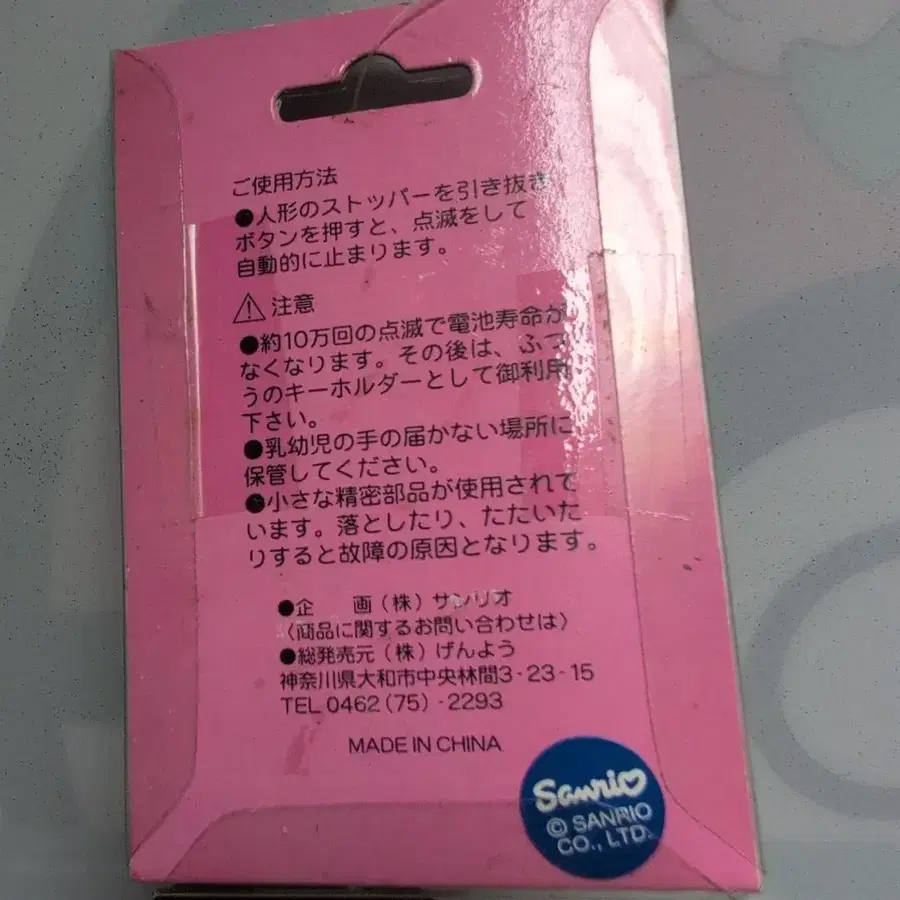 ご使用方法
●人形のストッパーを引き抜き
ボタンを押すと、点滅をして
自動的に止まります。
注意
●約10万回の点滅で電池寿命が
なくなります。その後は、ふつ
うのキーホルダーとして御利用
下さい。
●乳幼児の手の届かない場所に
保管してください。
●小さな精密部品が使用されて
います。落としたり、たたいた
りすると故障の原因となります。
●企　画(株)サンリオ
〈商品に関するお問い合わせは〉
●総発売元(株)げんよう
神奈川県大和市中央林間3-23-15
TEL 0462(75)-2293
MADE IN CHINA
Sanrio
© SANRIO
CO., LTD.